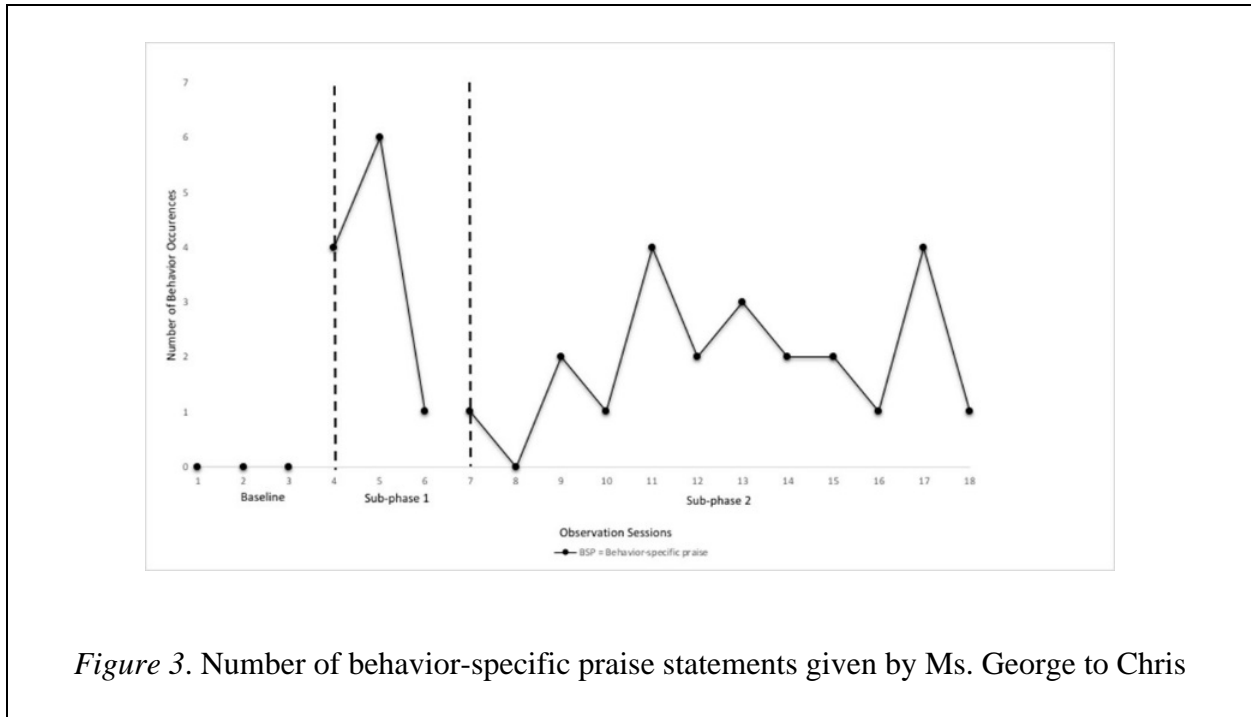 7
6
5
4
3
2
1
0
Number of Behavior Occurences
1 2 3 4 5 6 7 8 9 10 11 12 13 14 15 16 17 18
Baseline Sub-phase 1 Sub-phase 2
Observation Sessions
BSP = Behavior-specific praise
Figure 3. Number of behavior-specific praise statements given by Ms. George to Chris